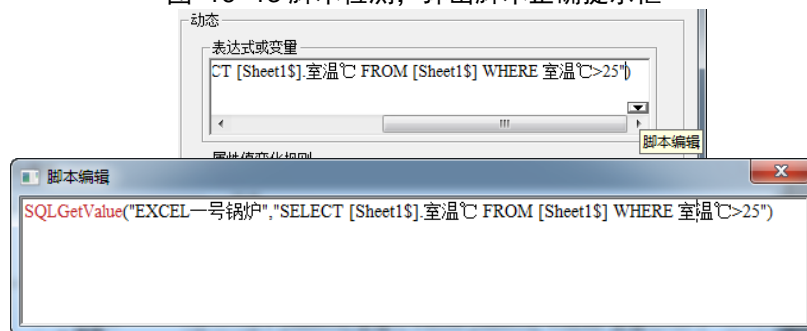 动态
表达式或变量
CT [Sheet1$].室温℃ FROM [Sheet1$] WHERE 室温℃>25")
脚本编辑
脚本编辑
SQLGetValue("EXCEL一号锅炉","SELECT [Sheet1$].室温℃ FROM [Sheet1$] WHERE 室温℃>25")